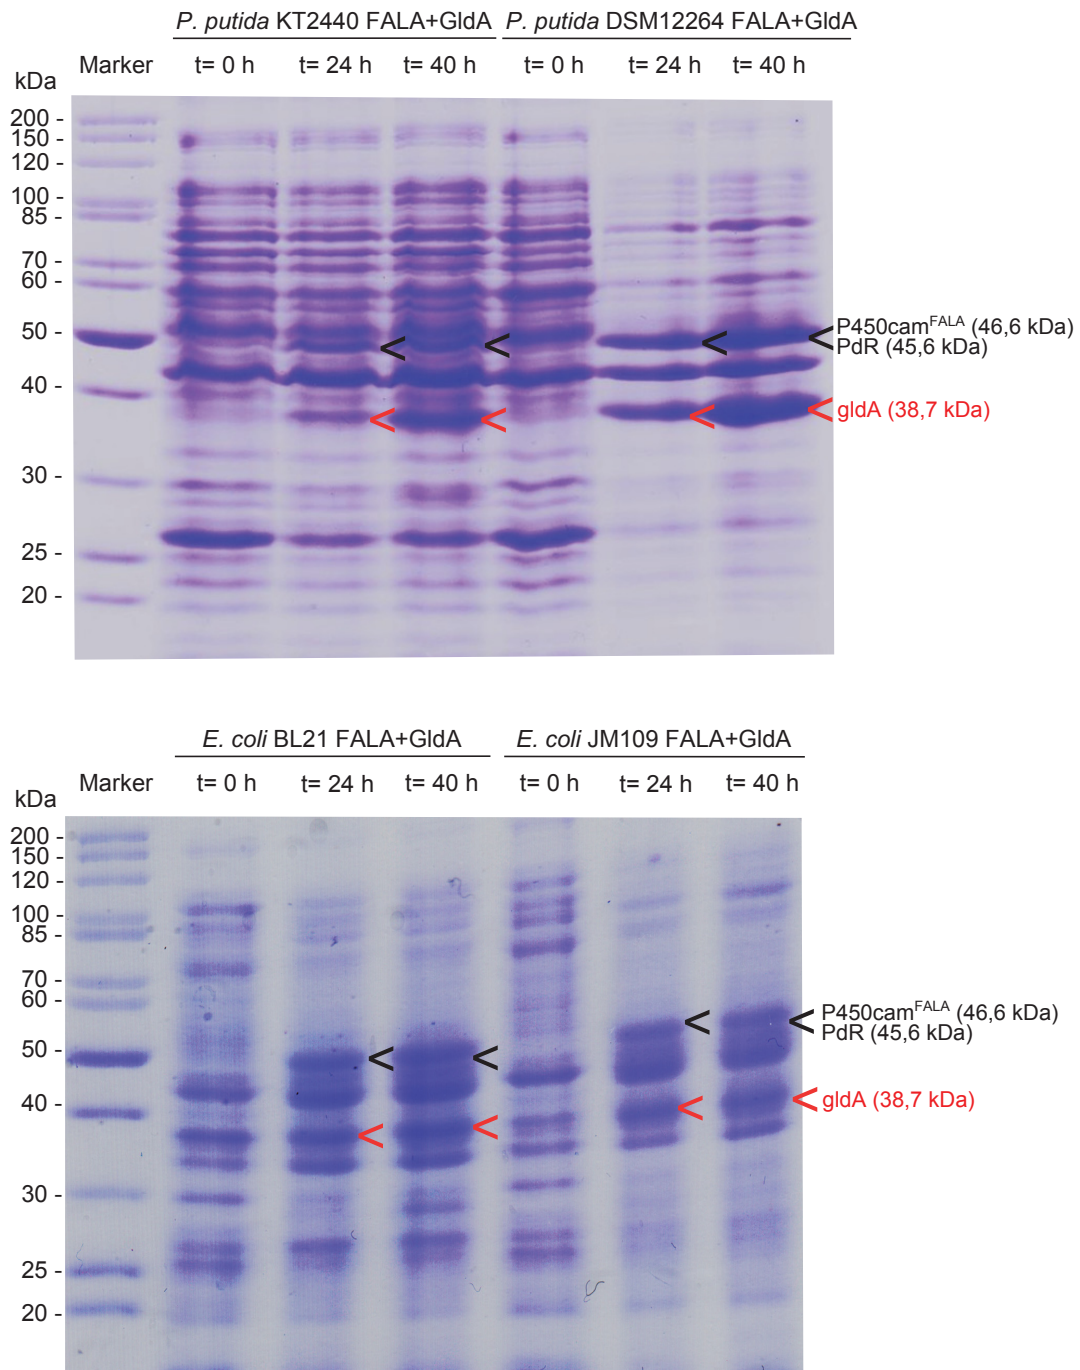 P. putida KT2440 FALA+GldA P. putida DSM12264 FALA+GldA
Marker t= 0 h t= 24 h t= 40 h t= 0 h t= 24 h t= 40 h
kDa
200 -
150 -
120 -
100 -
85 -
70 -
60 -
50 -
P450cam^FALA (46,6 kDa)
PdR (45,6 kDa)
40 -
gldA (38,7 kDa)
30 -
25 -
20 -
E. coli BL21 FALA+GldA E. coli JM109 FALA+GldA
Marker t= 0 h t= 24 h t= 40 h t= 0 h t= 24 h t= 40 h
kDa
200 -
150 -
120 -
100 -
85 -
70 -
60 -
P450cam^FALA (46,6 kDa)
PdR (45,6 kDa)
50 -
40 -
gldA (38,7 kDa)
30 -
25 -
20 -